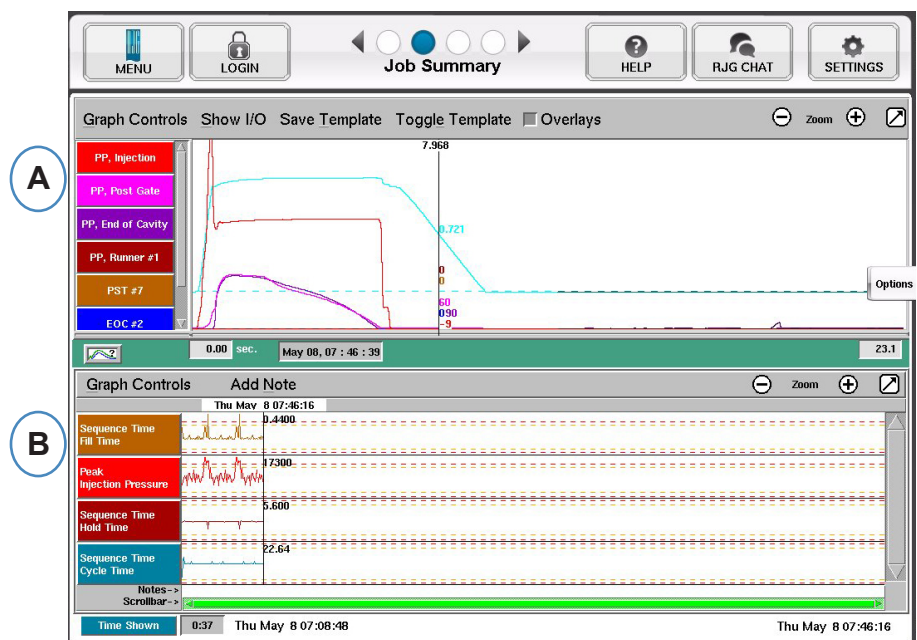 MENU
LOGIN
Job Summary
HELP
RJG CHAT
SETTINGS
Graph Controls Show I/O Save Template Toggle Template Overlays Zoom
A
PP, Injection
PP, Post Gate
PP, End of Cavity
PP, Runner #1
PST #7
EOC #2
7.968
0.721
0
0
60
090
-9
Options
0.00 sec. May 08, 07 : 46 : 39 23.1
Graph Controls Add Note Zoom
Thu May 8 07:46:16
B
Sequence Time
Fill Time
0.4400
Peak
Injection Pressure
17300
Sequence Time
Hold Time
5.600
Sequence Time
Cycle Time
22.64
Notes->
Scrollbar->
Time Shown 0:37 Thu May 8 07:08:48 Thu May 8 07:46:16